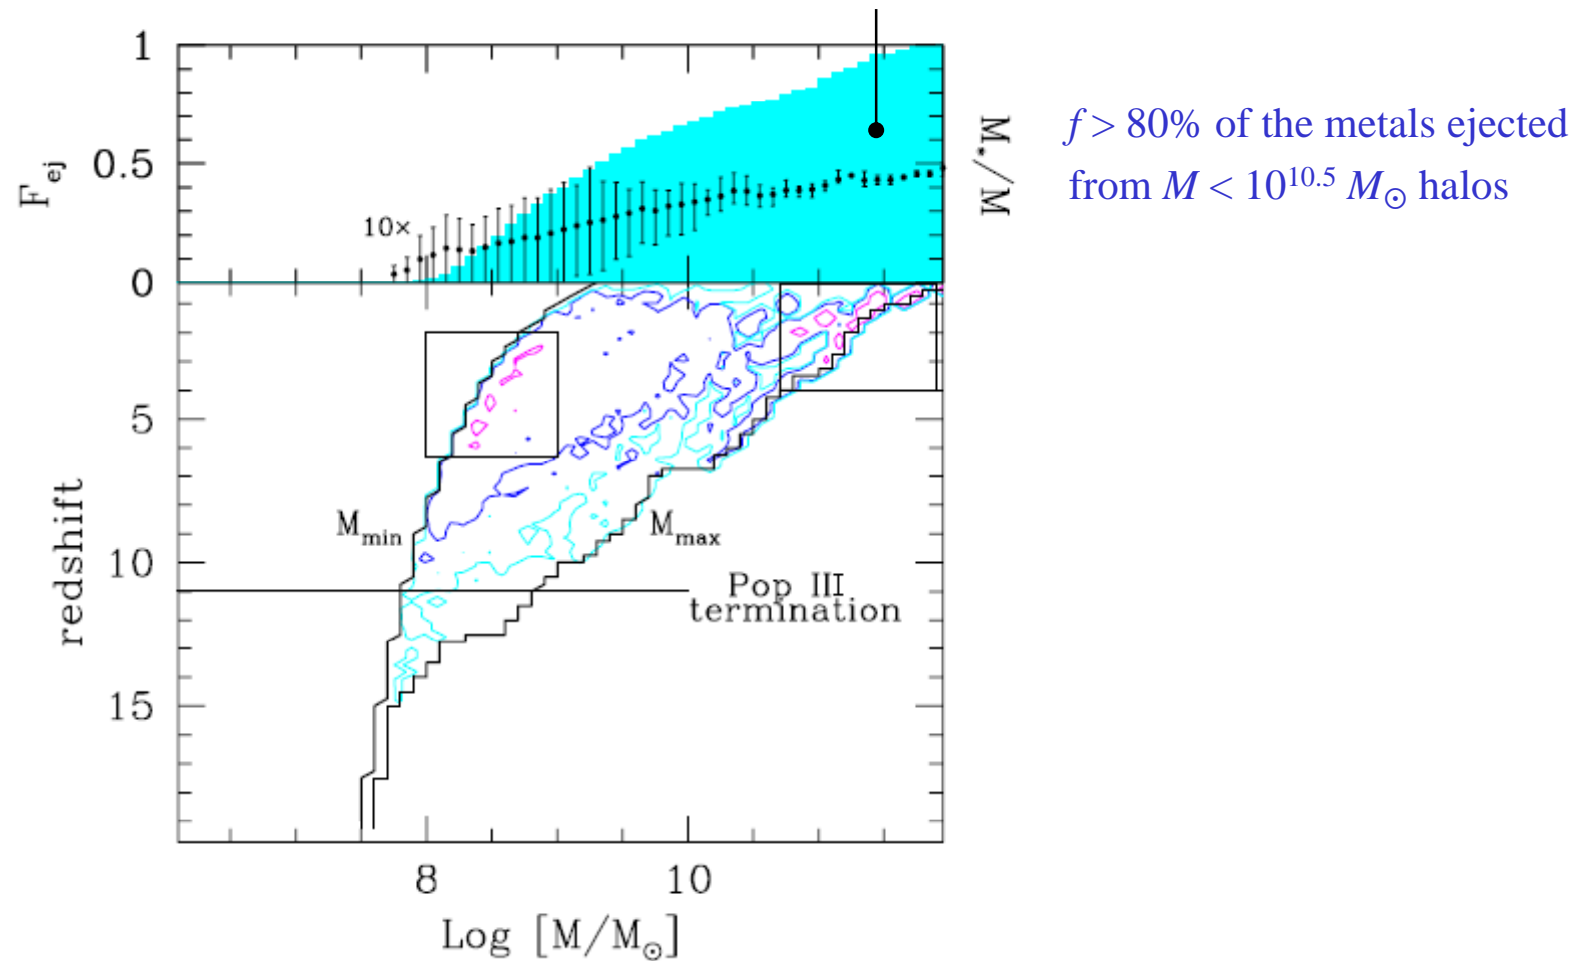 1
0.5
0
F_ej
10×
M_*/M
f > 80% of the metals ejected
from M < 10^10.5 M_⊙ halos
5
10
15
redshift
M_min
M_max
Pop III
termination
8
10
Log [M/M_⊙]